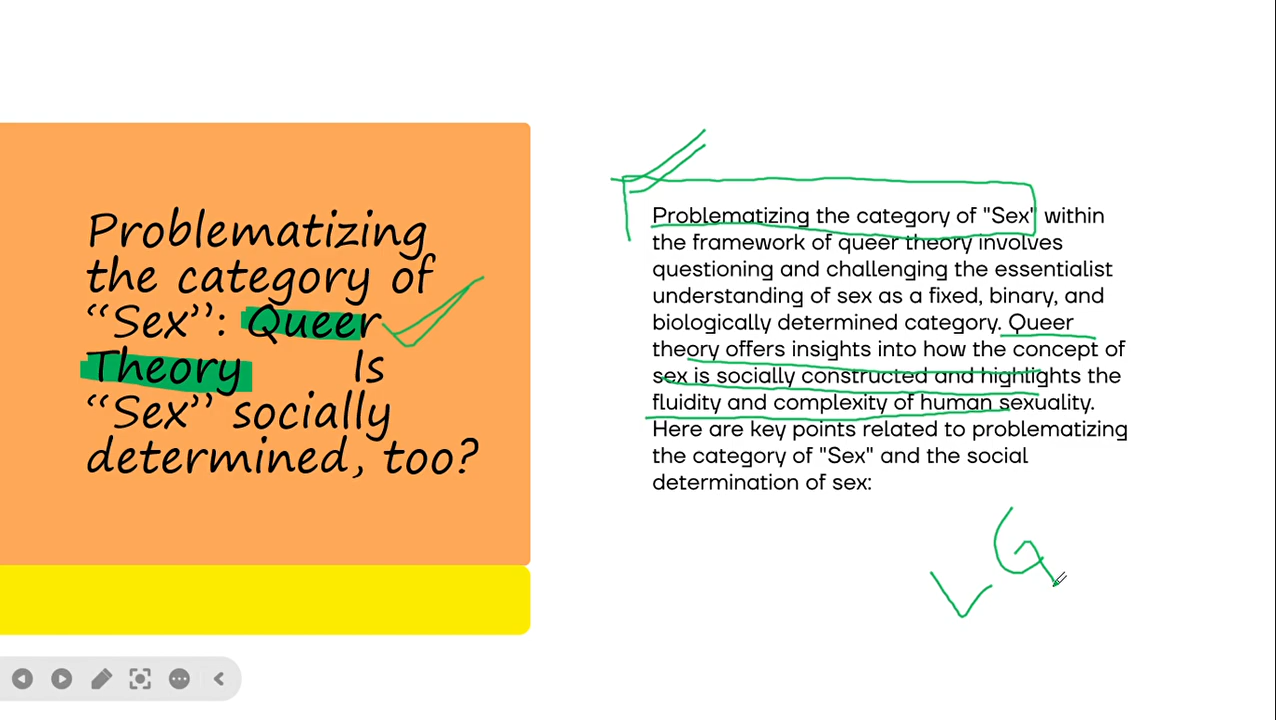 Problematizing
the category of
“Sex”: Queer
Theory Is
“Sex” socially
determined, too?
Problematizing the category of "Sex" within
the framework of queer theory involves
questioning and challenging the essentialist
understanding of sex as a fixed, binary, and
biologically determined category. Queer
theory offers insights into how the concept of
sex is socially constructed and highlights the
fluidity and complexity of human sexuality.
Here are key points related to problematizing
the category of "Sex" and the social
determination of sex:
L G